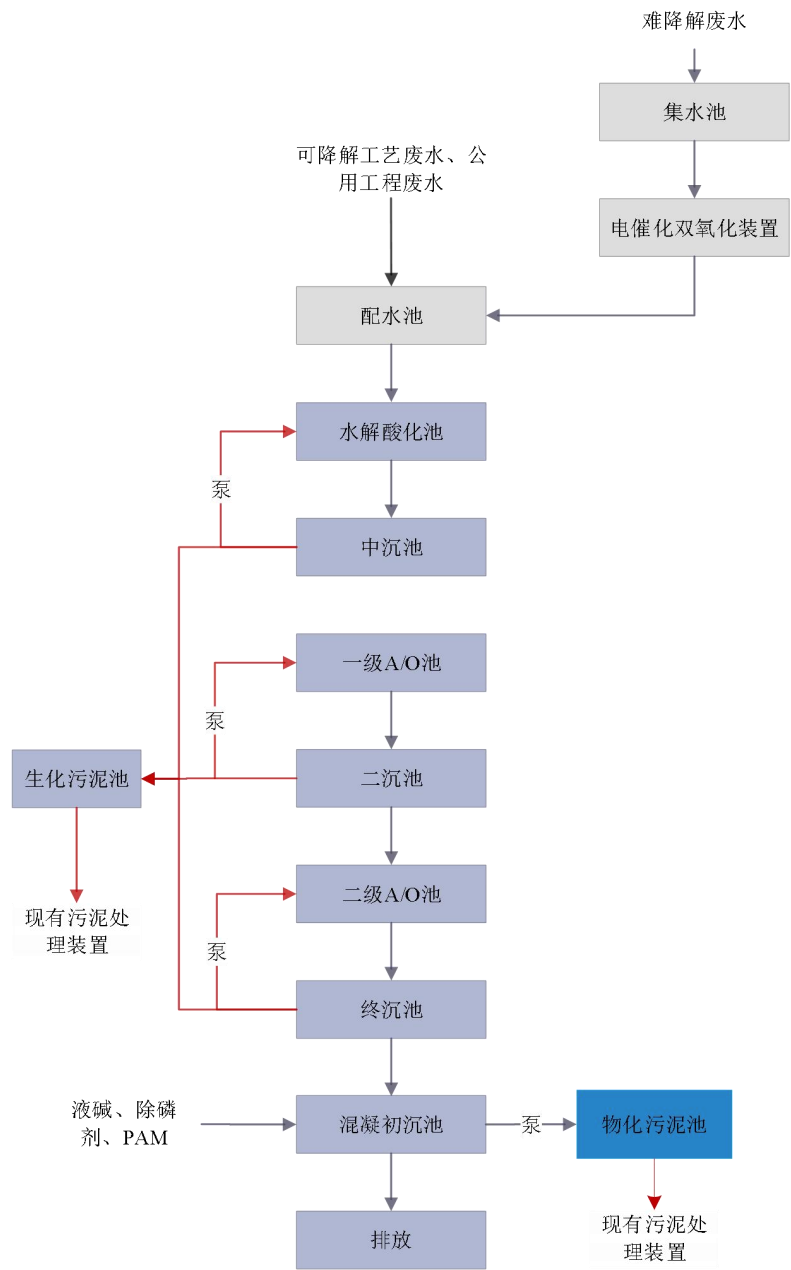 难降解废水
集水池
可降解工艺废水、公
用工程废水
电催化双氧化装置
配水池
水解酸化池
泵
中沉池
一级A/O池
泵
生化污泥池
二沉池
二级A/O池
现有污泥处
理装置
泵
终沉池
液碱、除磷
剂、PAM
混凝初沉池
泵
物化污泥池
排放
现有污泥处
理装置